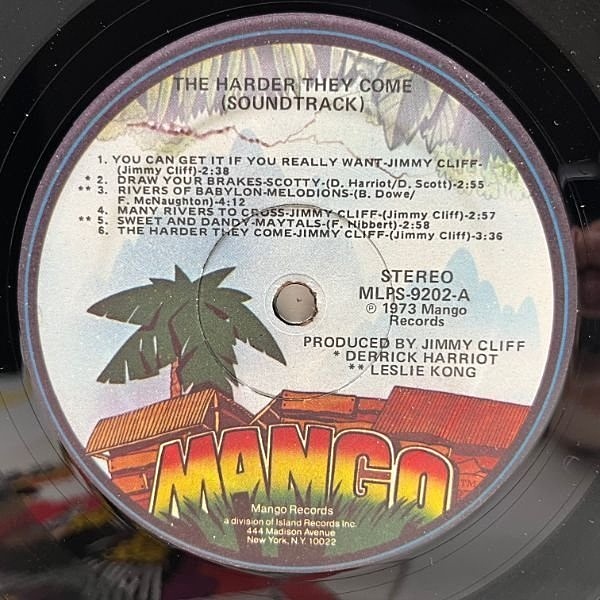 THE HARDER THEY COME
(SOUNDTRACK)
1. YOU CAN GET IT IF YOU REALLY WANT-JIMMY CLIFF-
(Jimmy Cliff)-2:38
* 2. DRAW YOUR BRAKES-SCOTTY-(D. Harriot/D. Scott)-2:55
** 3. RIVERS OF BABYLON-MELODIONS-(B. Dowe/
F. McNaughton)-4:12
4. MANY RIVERS TO CROSS-JIMMY CLIFF-(Jimmy Cliff)-2:57
** 5. SWEET AND DANDY-MAYTALS-(F. Hibbert)-2:58
6. THE HARDER THEY COME-JIMMY CLIFF-(Jimmy Cliff)-3:36
STEREO
MLPS-9202-A
℗ 1973 Mango
Records
PRODUCED BY JIMMY CLIFF
* DERRICK HARRIOT
** LESLIE KONG
MANGO TM
Mango Records
a division of Island Records Inc.
444 Madison Avenue
New York, N.Y. 10022